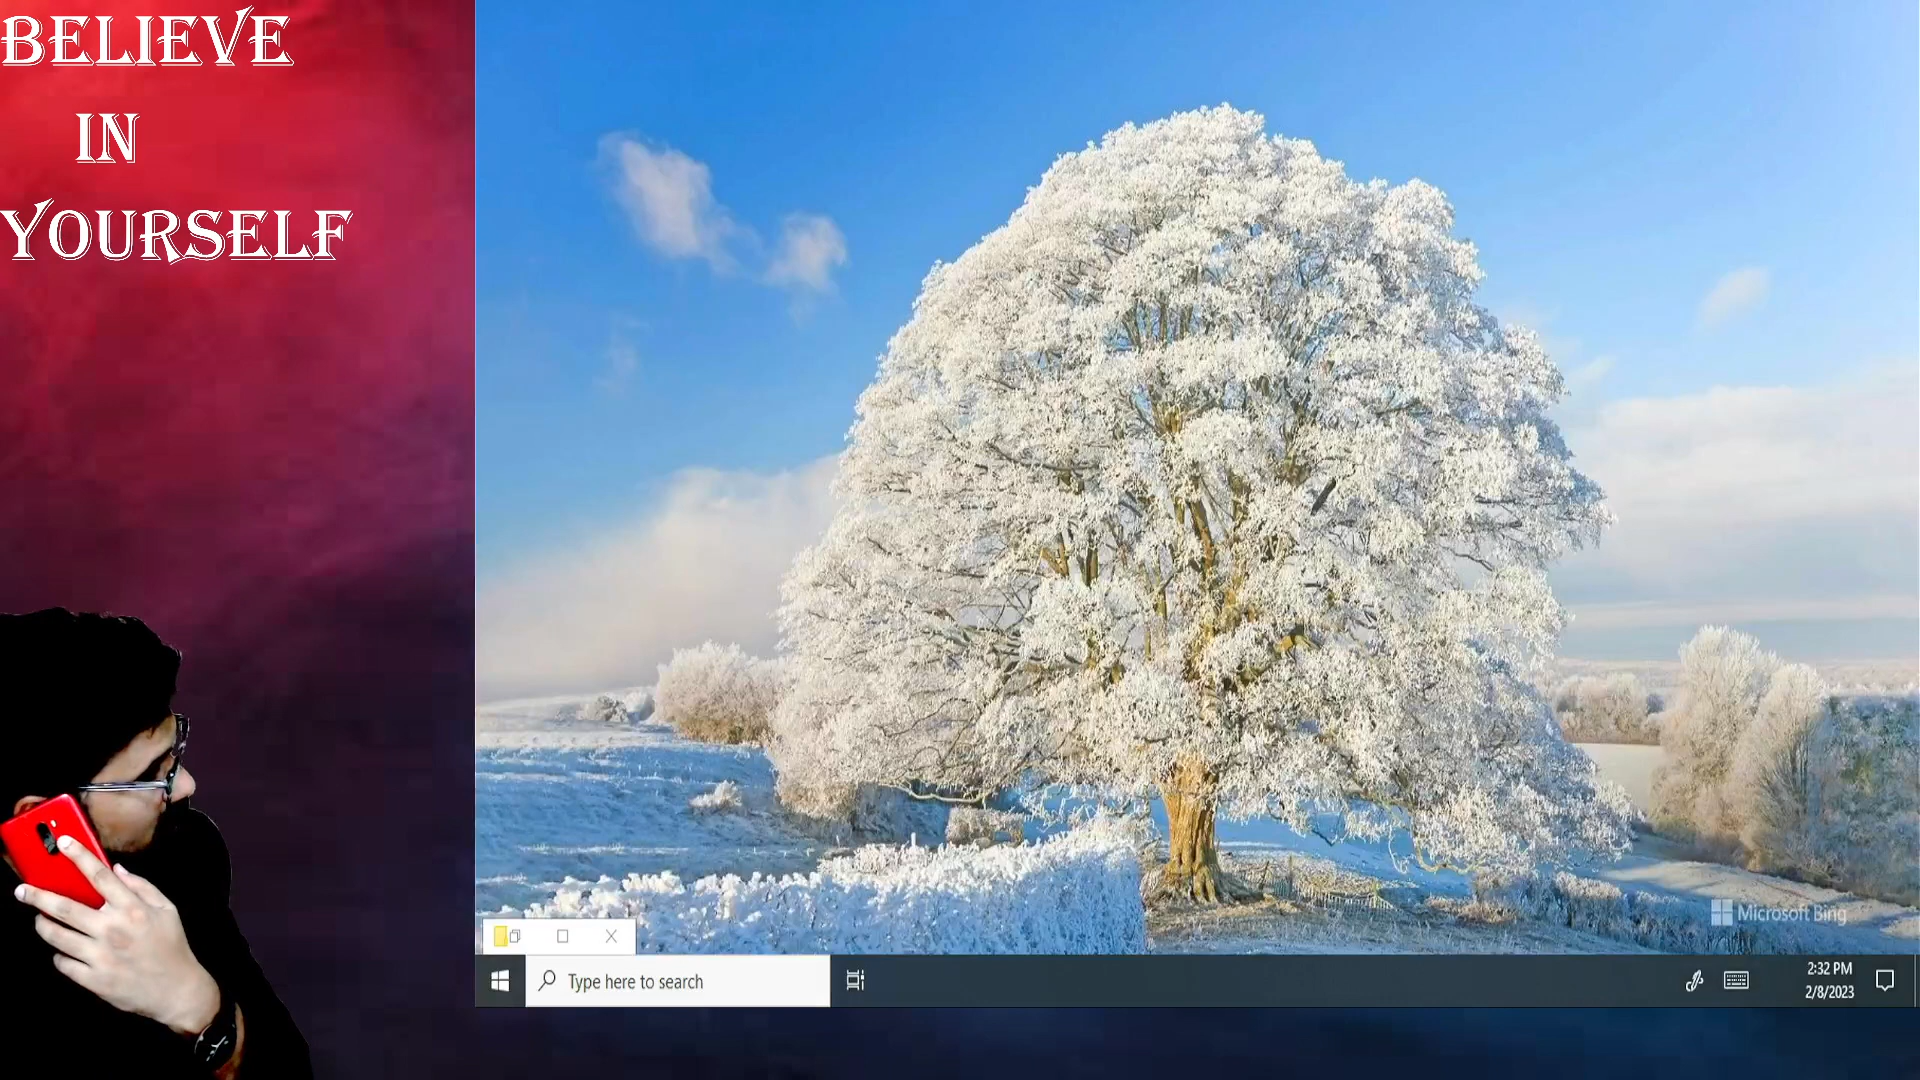 BELIEVE
IN
YOURSELF
Microsoft Bing
Type here to search
2:32 PM
2/8/2023